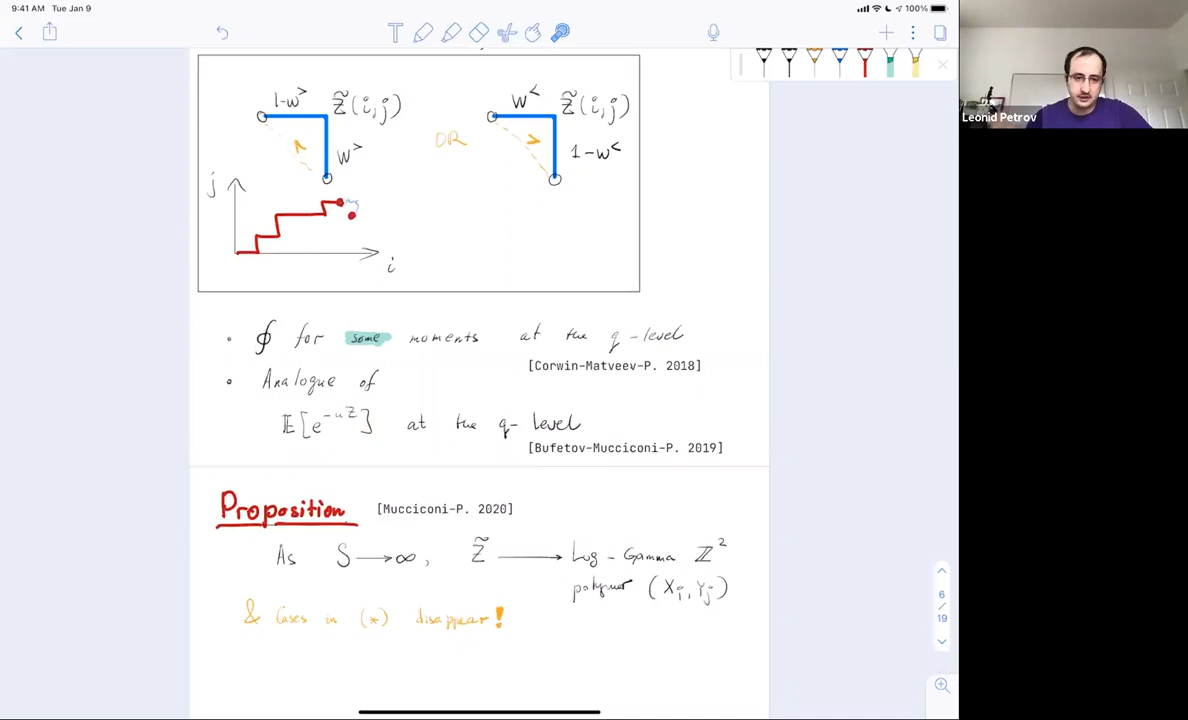 9:41 AM Tue Jan 9
100%
Leonid Petrov
1-w> Z̃(i,j)
w>
<
OR
w< Z̃(i,j)
>
1-w<
j
i
• ∮ for some moments at the q-level
[Corwin-Matveev-P. 2018]
• Analogue of
𝔼[e^{-uZ}] at the q-level
[Bufetov-Mucciconi-P. 2019]
Proposition [Mucciconi-P. 2020]
As S → ∞, Z̃ → Log-Gamma ℤ²
polymer (X_i, Y_j)
& Cases in (*) disappear!
6
/
19